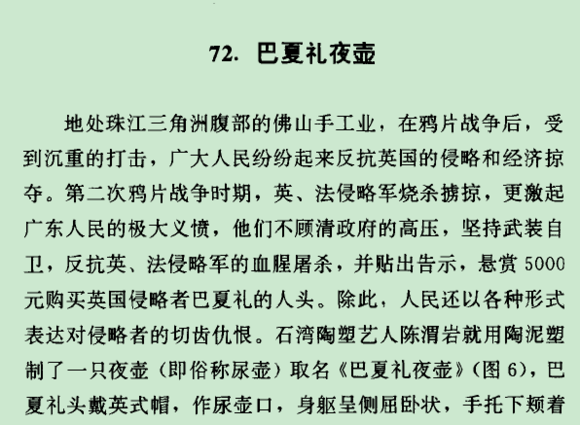 72. 巴夏礼夜壶
地处珠江三角洲腹部的佛山手工业，在鸦片战争后，受
到沉重的打击，广大人民纷纷起来反抗英国的侵略和经济掠
夺。第二次鸦片战争时期，英、法侵略军烧杀掳掠，更激起
广东人民的极大义愤，他们不顾清政府的高压，坚持武装自
卫，反抗英、法侵略军的血腥屠杀，并贴出告示，悬赏5000
元购买英国侵略者巴夏礼的人头。除此，人民还以各种形式
表达对侵略者的切齿仇恨。石湾陶塑艺人陈渭岩就用陶泥塑
制了一只夜壶（即俗称尿壶）取名《巴夏礼夜壶》（图6），巴
夏礼头戴英式帽，作尿壶口，身躯呈侧屈卧状，手托下颊着